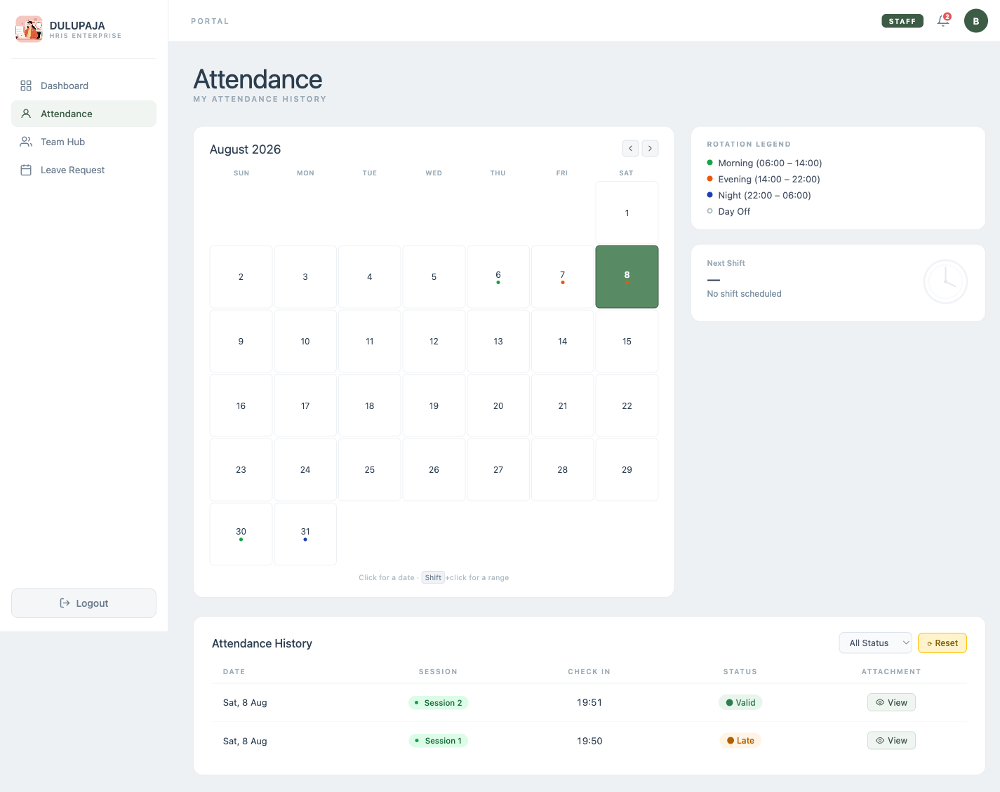 DULUPAJA
HRIS ENTERPRISE
Dashboard
Attendance
Team Hub
Leave Request
Logout
PORTAL
STAFF
2
B
Attendance
MY ATTENDANCE HISTORY
August 2026
SUN MON TUE WED THU FRI SAT
1
2 3 4 5 6 7 8
9 10 11 12 13 14 15
16 17 18 19 20 21 22
23 24 25 26 27 28 29
30 31
Click for a date · Shift+click for a range
ROTATION LEGEND
Morning (06:00 – 14:00)
Evening (14:00 – 22:00)
Night (22:00 – 06:00)
Day Off
Next Shift
—
No shift scheduled
Attendance History
All Status
Reset
DATE SESSION CHECK IN STATUS ATTACHMENT
Sat, 8 Aug Session 2 19:51 Valid View
Sat, 8 Aug Session 1 19:50 Late View